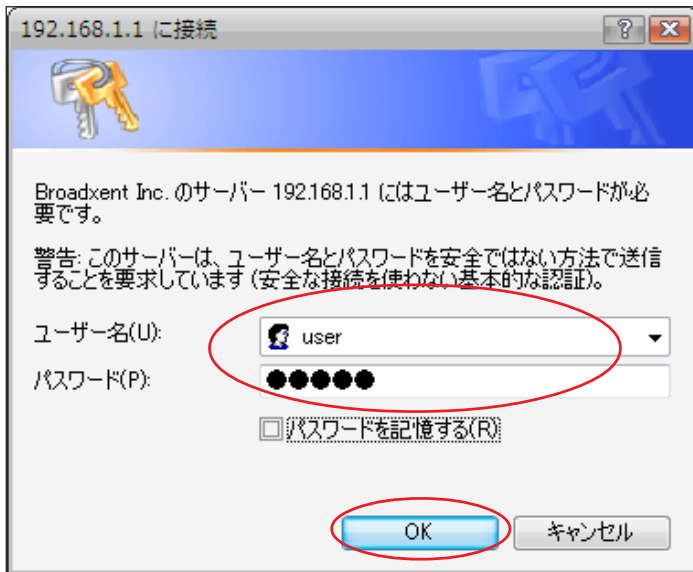 192.168.1.1 に接続
Broadxent Inc. のサーバー 192.168.1.1 にはユーザー名とパスワードが必
要です。
警告: このサーバーは、ユーザー名とパスワードを安全ではない方法で送信
することを要求しています (安全な接続を使わない基本的な認証)。
ユーザー名(U):
user
パスワード(P):
●●●●●
パスワードを記憶する(R)
OK
キャンセル